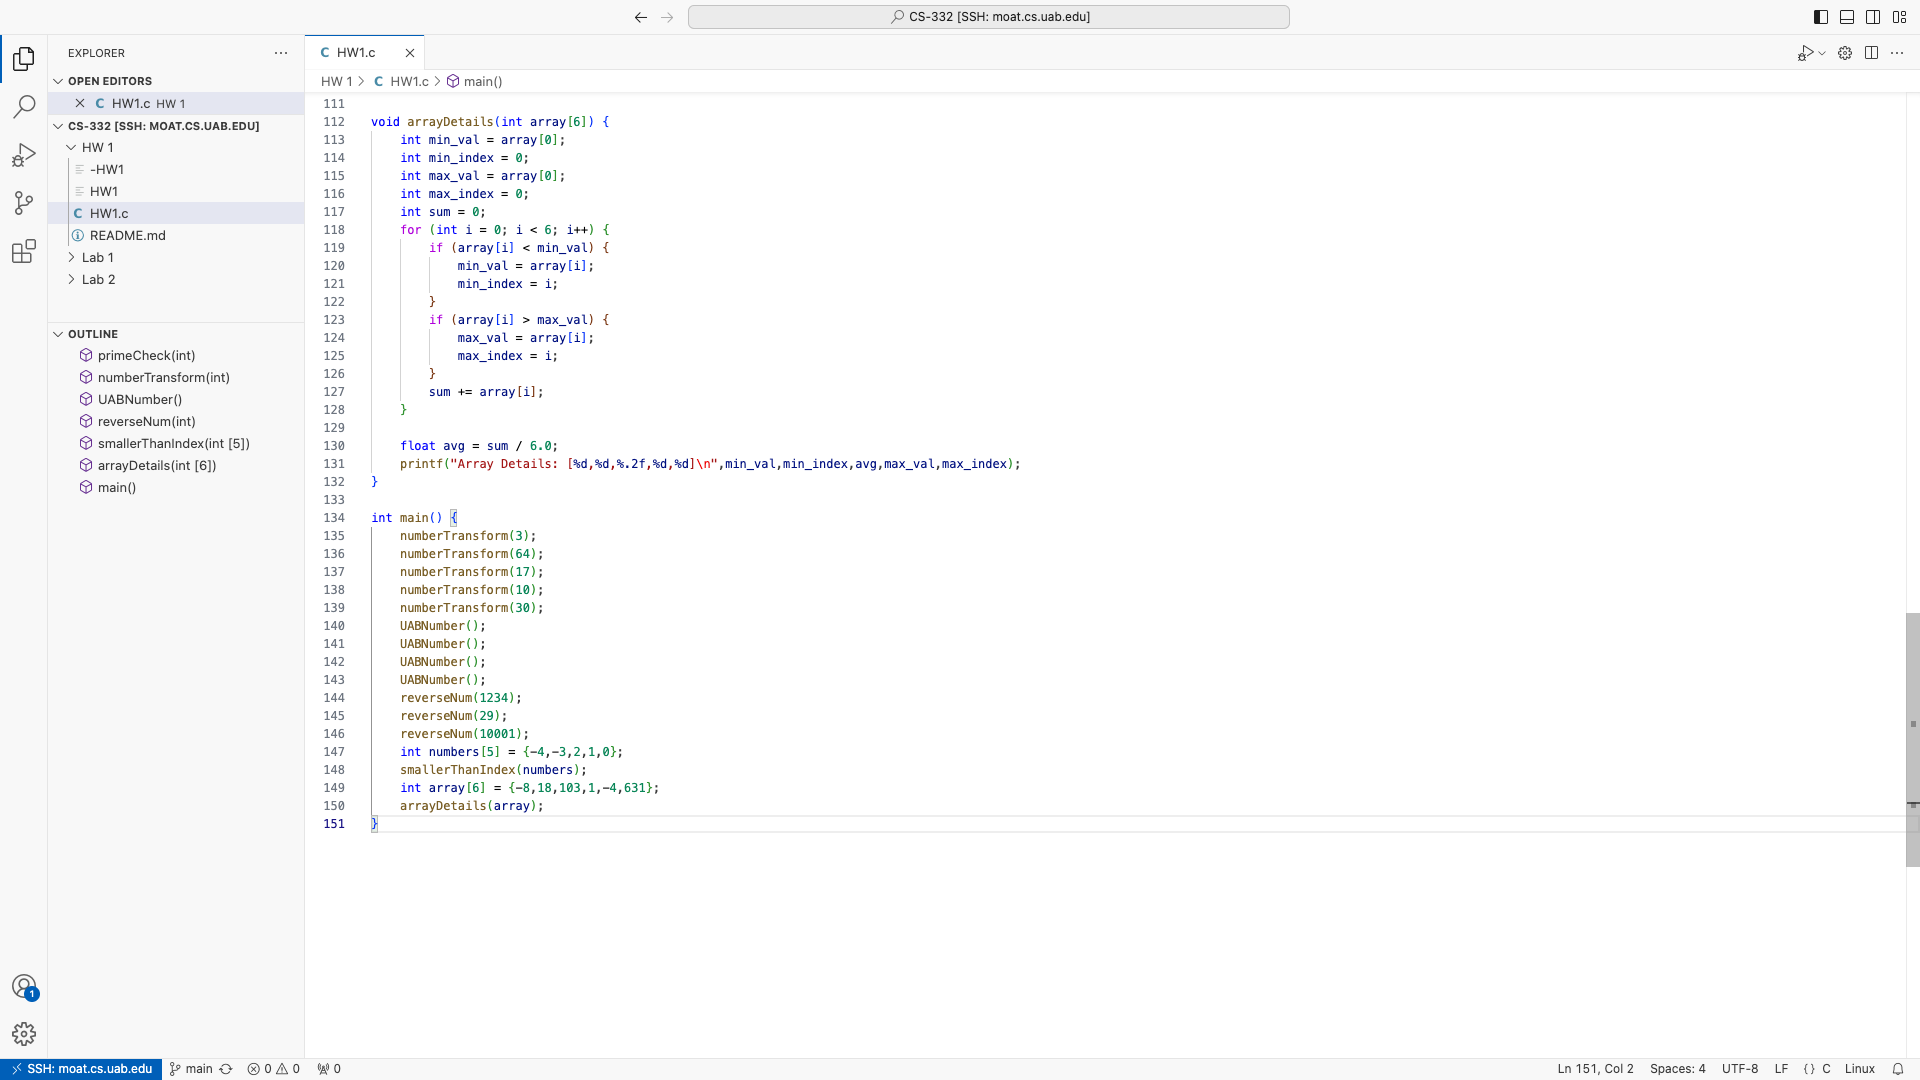 CS-332 [SSH: moat.cs.uab.edu]
EXPLORER
OPEN EDITORS
C HW1.c HW 1
CS-332 [SSH: MOAT.CS.UAB.EDU]
HW 1
-HW1
HW1
C HW1.c
README.md
Lab 1
Lab 2
OUTLINE
primeCheck(int)
numberTransform(int)
UABNumber()
reverseNum(int)
smallerThanIndex(int [5])
arrayDetails(int [6])
main()
1
C HW1.c
HW 1 > C HW1.c > main()
111
112 void arrayDetails(int array[6]) {
113     int min_val = array[0];
114     int min_index = 0;
115     int max_val = array[0];
116     int max_index = 0;
117     int sum = 0;
118     for (int i = 0; i < 6; i++) {
119         if (array[i] < min_val) {
120             min_val = array[i];
121             min_index = i;
122         }
123         if (array[i] > max_val) {
124             max_val = array[i];
125             max_index = i;
126         }
127         sum += array[i];
128     }
129
130     float avg = sum / 6.0;
131     printf("Array Details: [%d,%d,%.2f,%d,%d]\n",min_val,min_index,avg,max_val,max_index);
132 }
133
134 int main() {
135     numberTransform(3);
136     numberTransform(64);
137     numberTransform(17);
138     numberTransform(10);
139     numberTransform(30);
140     UABNumber();
141     UABNumber();
142     UABNumber();
143     UABNumber();
144     reverseNum(1234);
145     reverseNum(29);
146     reverseNum(10001);
147     int numbers[5] = {-4,-3,2,1,0};
148     smallerThanIndex(numbers);
149     int array[6] = {-8,18,103,1,-4,631};
150     arrayDetails(array);
151 }
SSH: moat.cs.uab.edu main 0 0 0 Ln 151, Col 2 Spaces: 4 UTF-8 LF {} C Linux